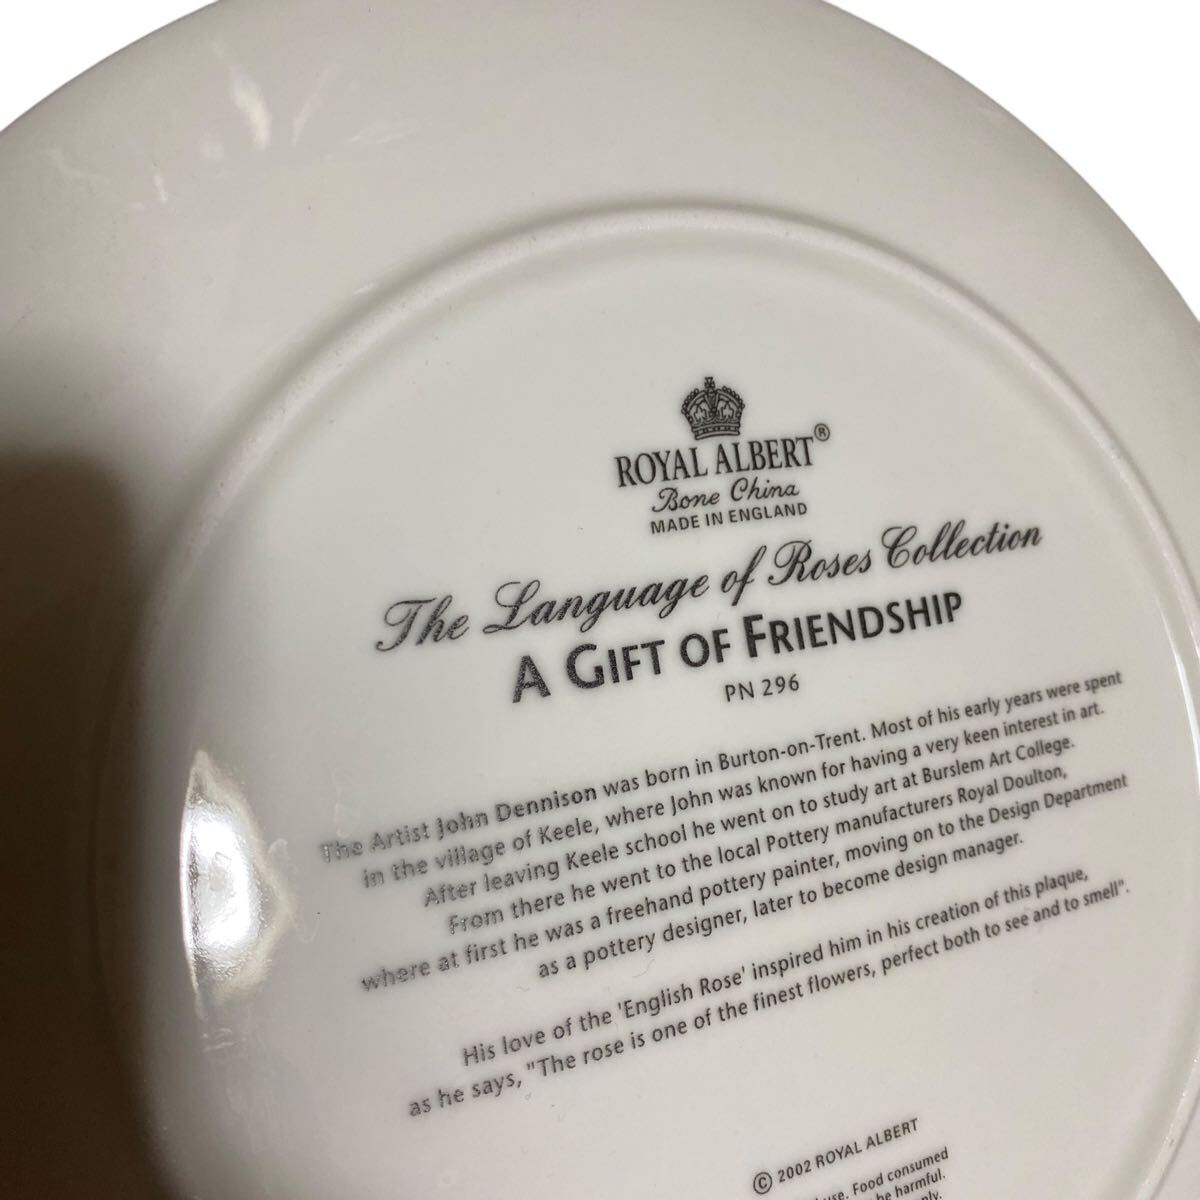 ROYAL ALBERT®
Bone China
MADE IN ENGLAND
The Language of Roses Collection
A GIFT OF FRIENDSHIP
PN 296
The Artist John Dennison was born in Burton-on-Trent. Most of his early years were spent
in the village of Keele, where John was known for having a very keen interest in art.
After leaving Keele school he went on to study art at Burslem Art College.
From there he went to the local Pottery manufacturers Royal Doulton,
where at first he was a freehand pottery painter, moving on to the Design Department
as a pottery designer, later to become design manager.
His love of the 'English Rose' inspired him in his creation of this plaque,
as he says, "The rose is one of the finest flowers, perfect both to see and to smell".
© 2002 ROYAL ALBERT
use. Food consumed
be harmful.